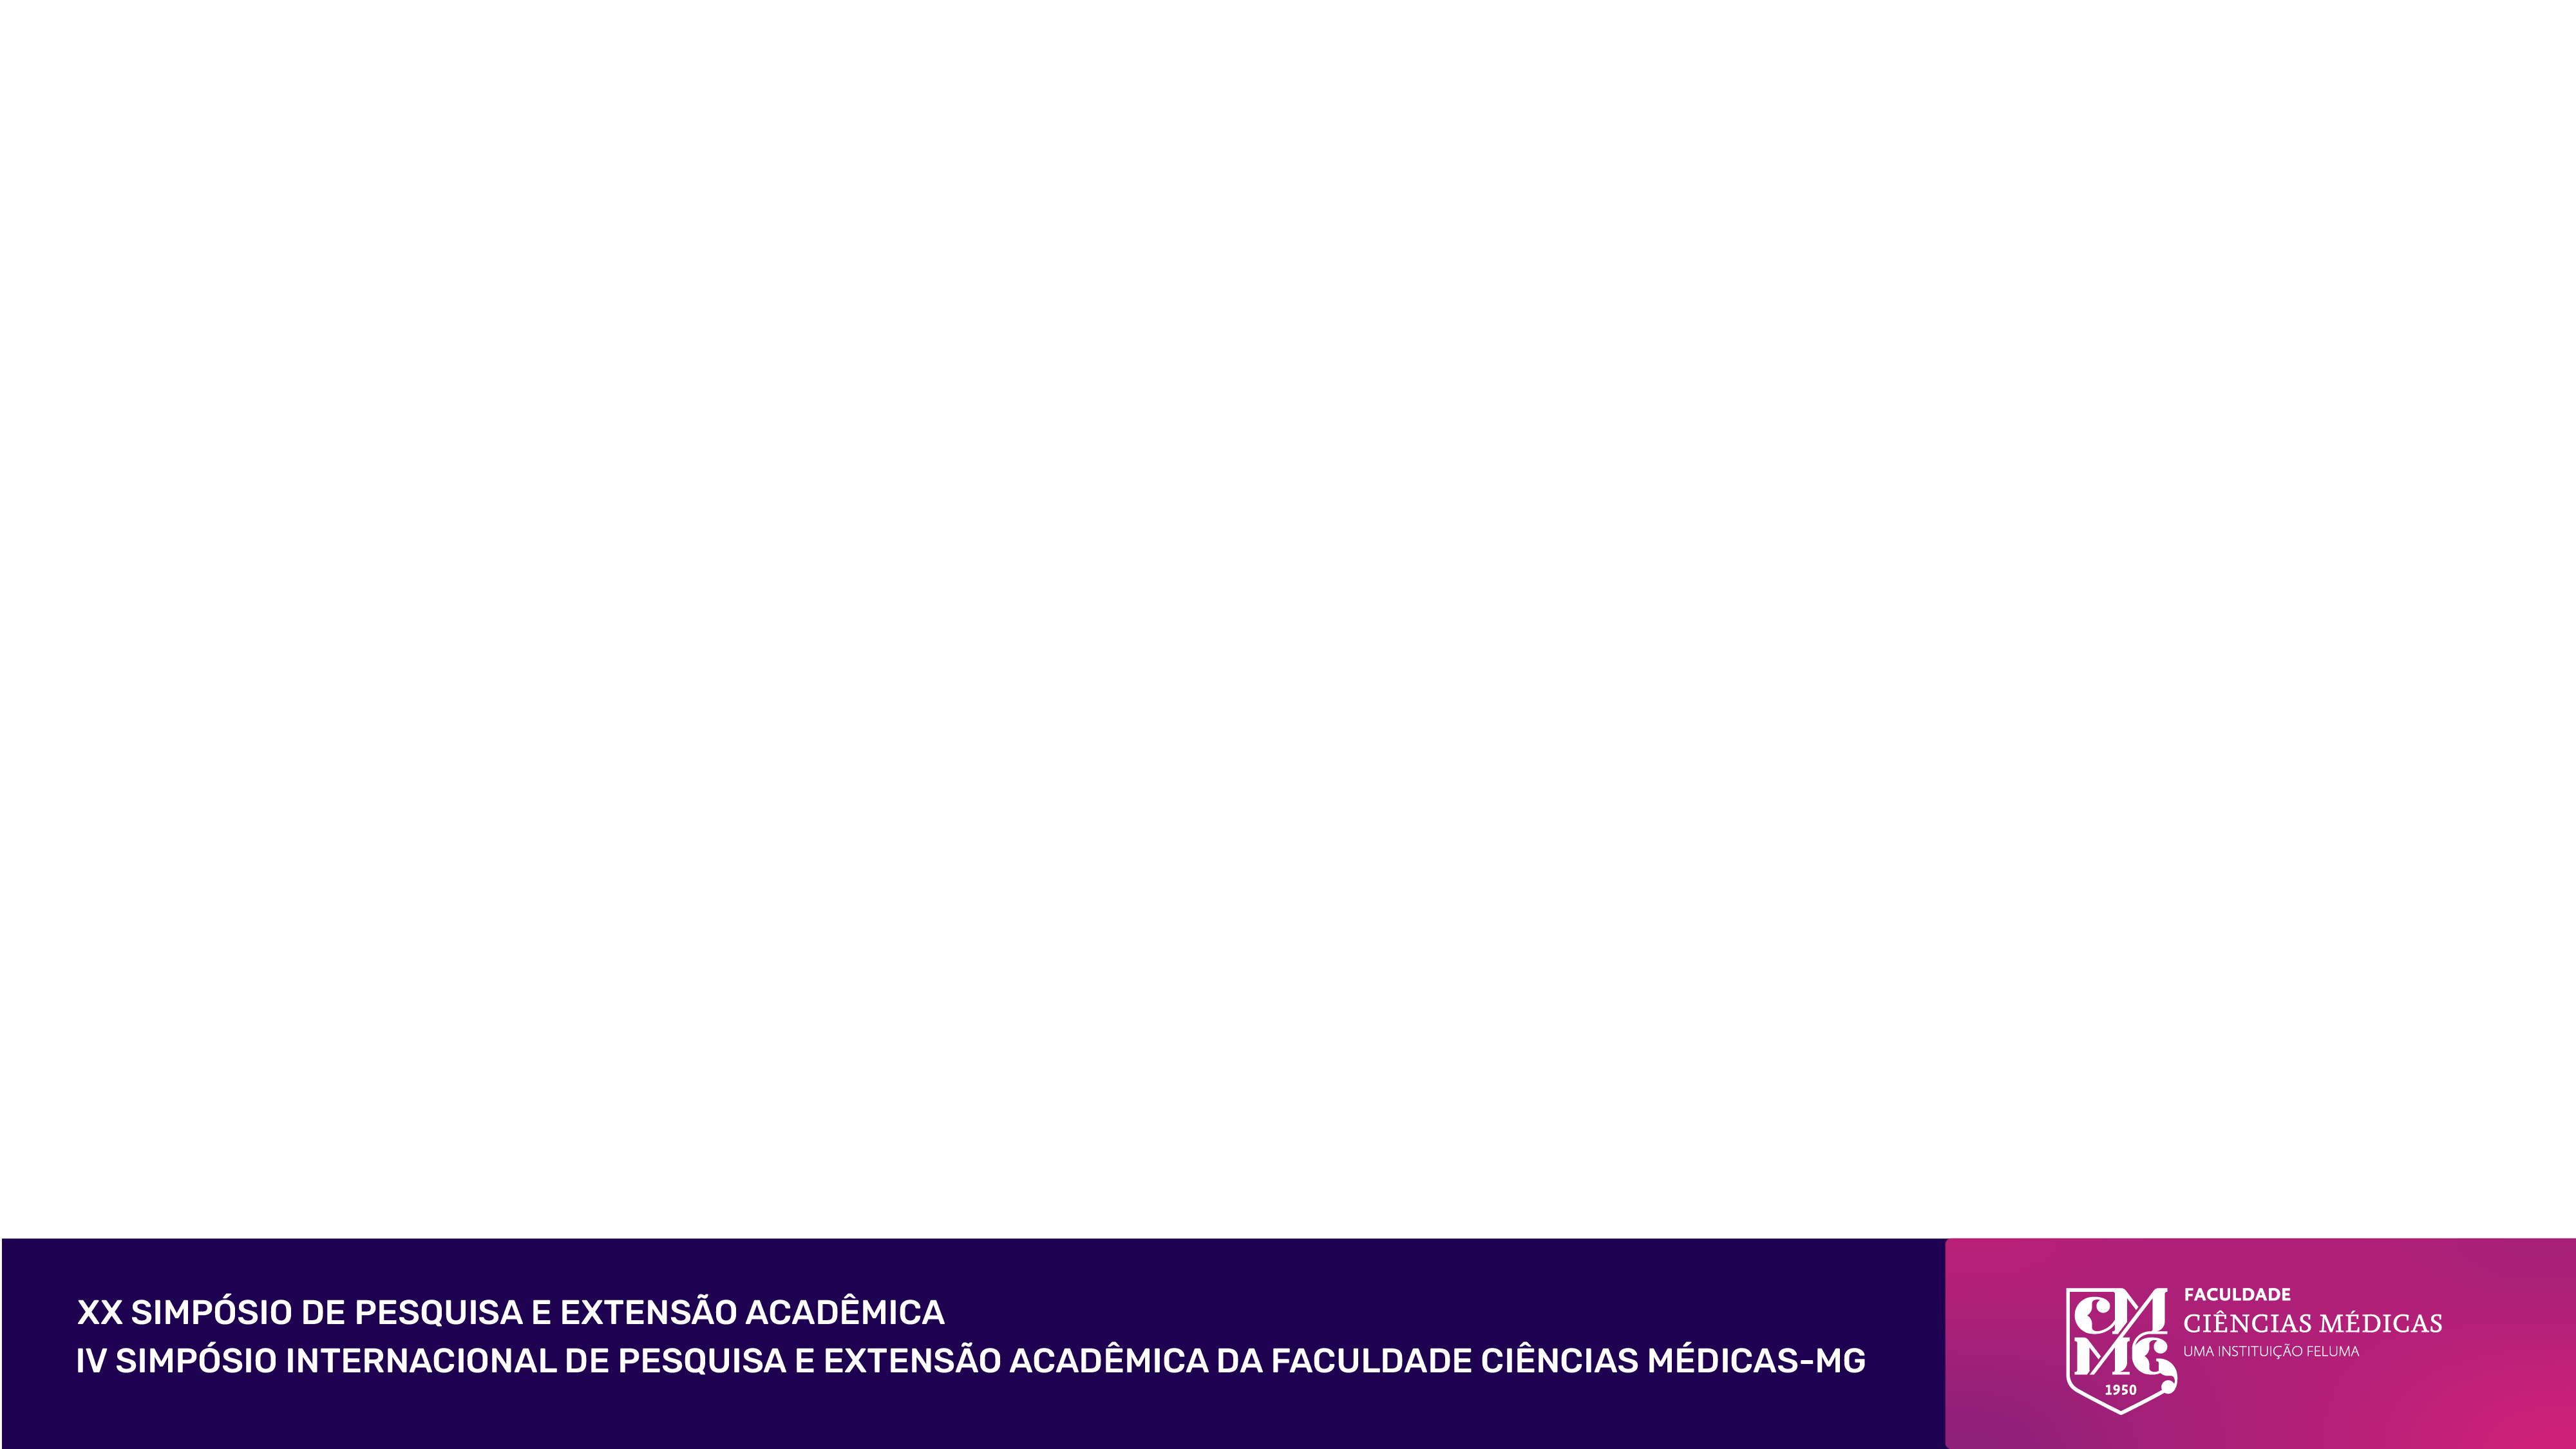 XX SIMPÓSIO DE PESQUISA E EXTENSÃO ACADÊMICA
IV SIMPÓSIO INTERNACIONAL DE PESQUISA E EXTENSÃO ACADÊMICA DA FACULDADE CIÊNCIAS MÉDICAS-MG
CMMG
1950
FACULDADE
CIÊNCIAS MÉDICAS
UMA INSTITUIÇÃO FELUMA